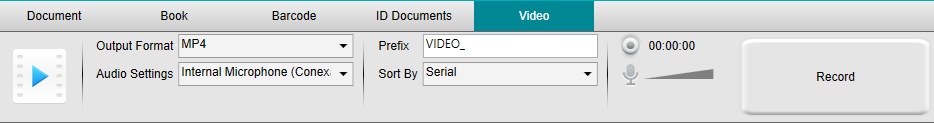 Document Book Barcode ID Documents Video
Output Format MP4 Prefix VIDEO_ 00:00:00
Audio Settings Internal Microphone (Conexa Sort By Serial
Record